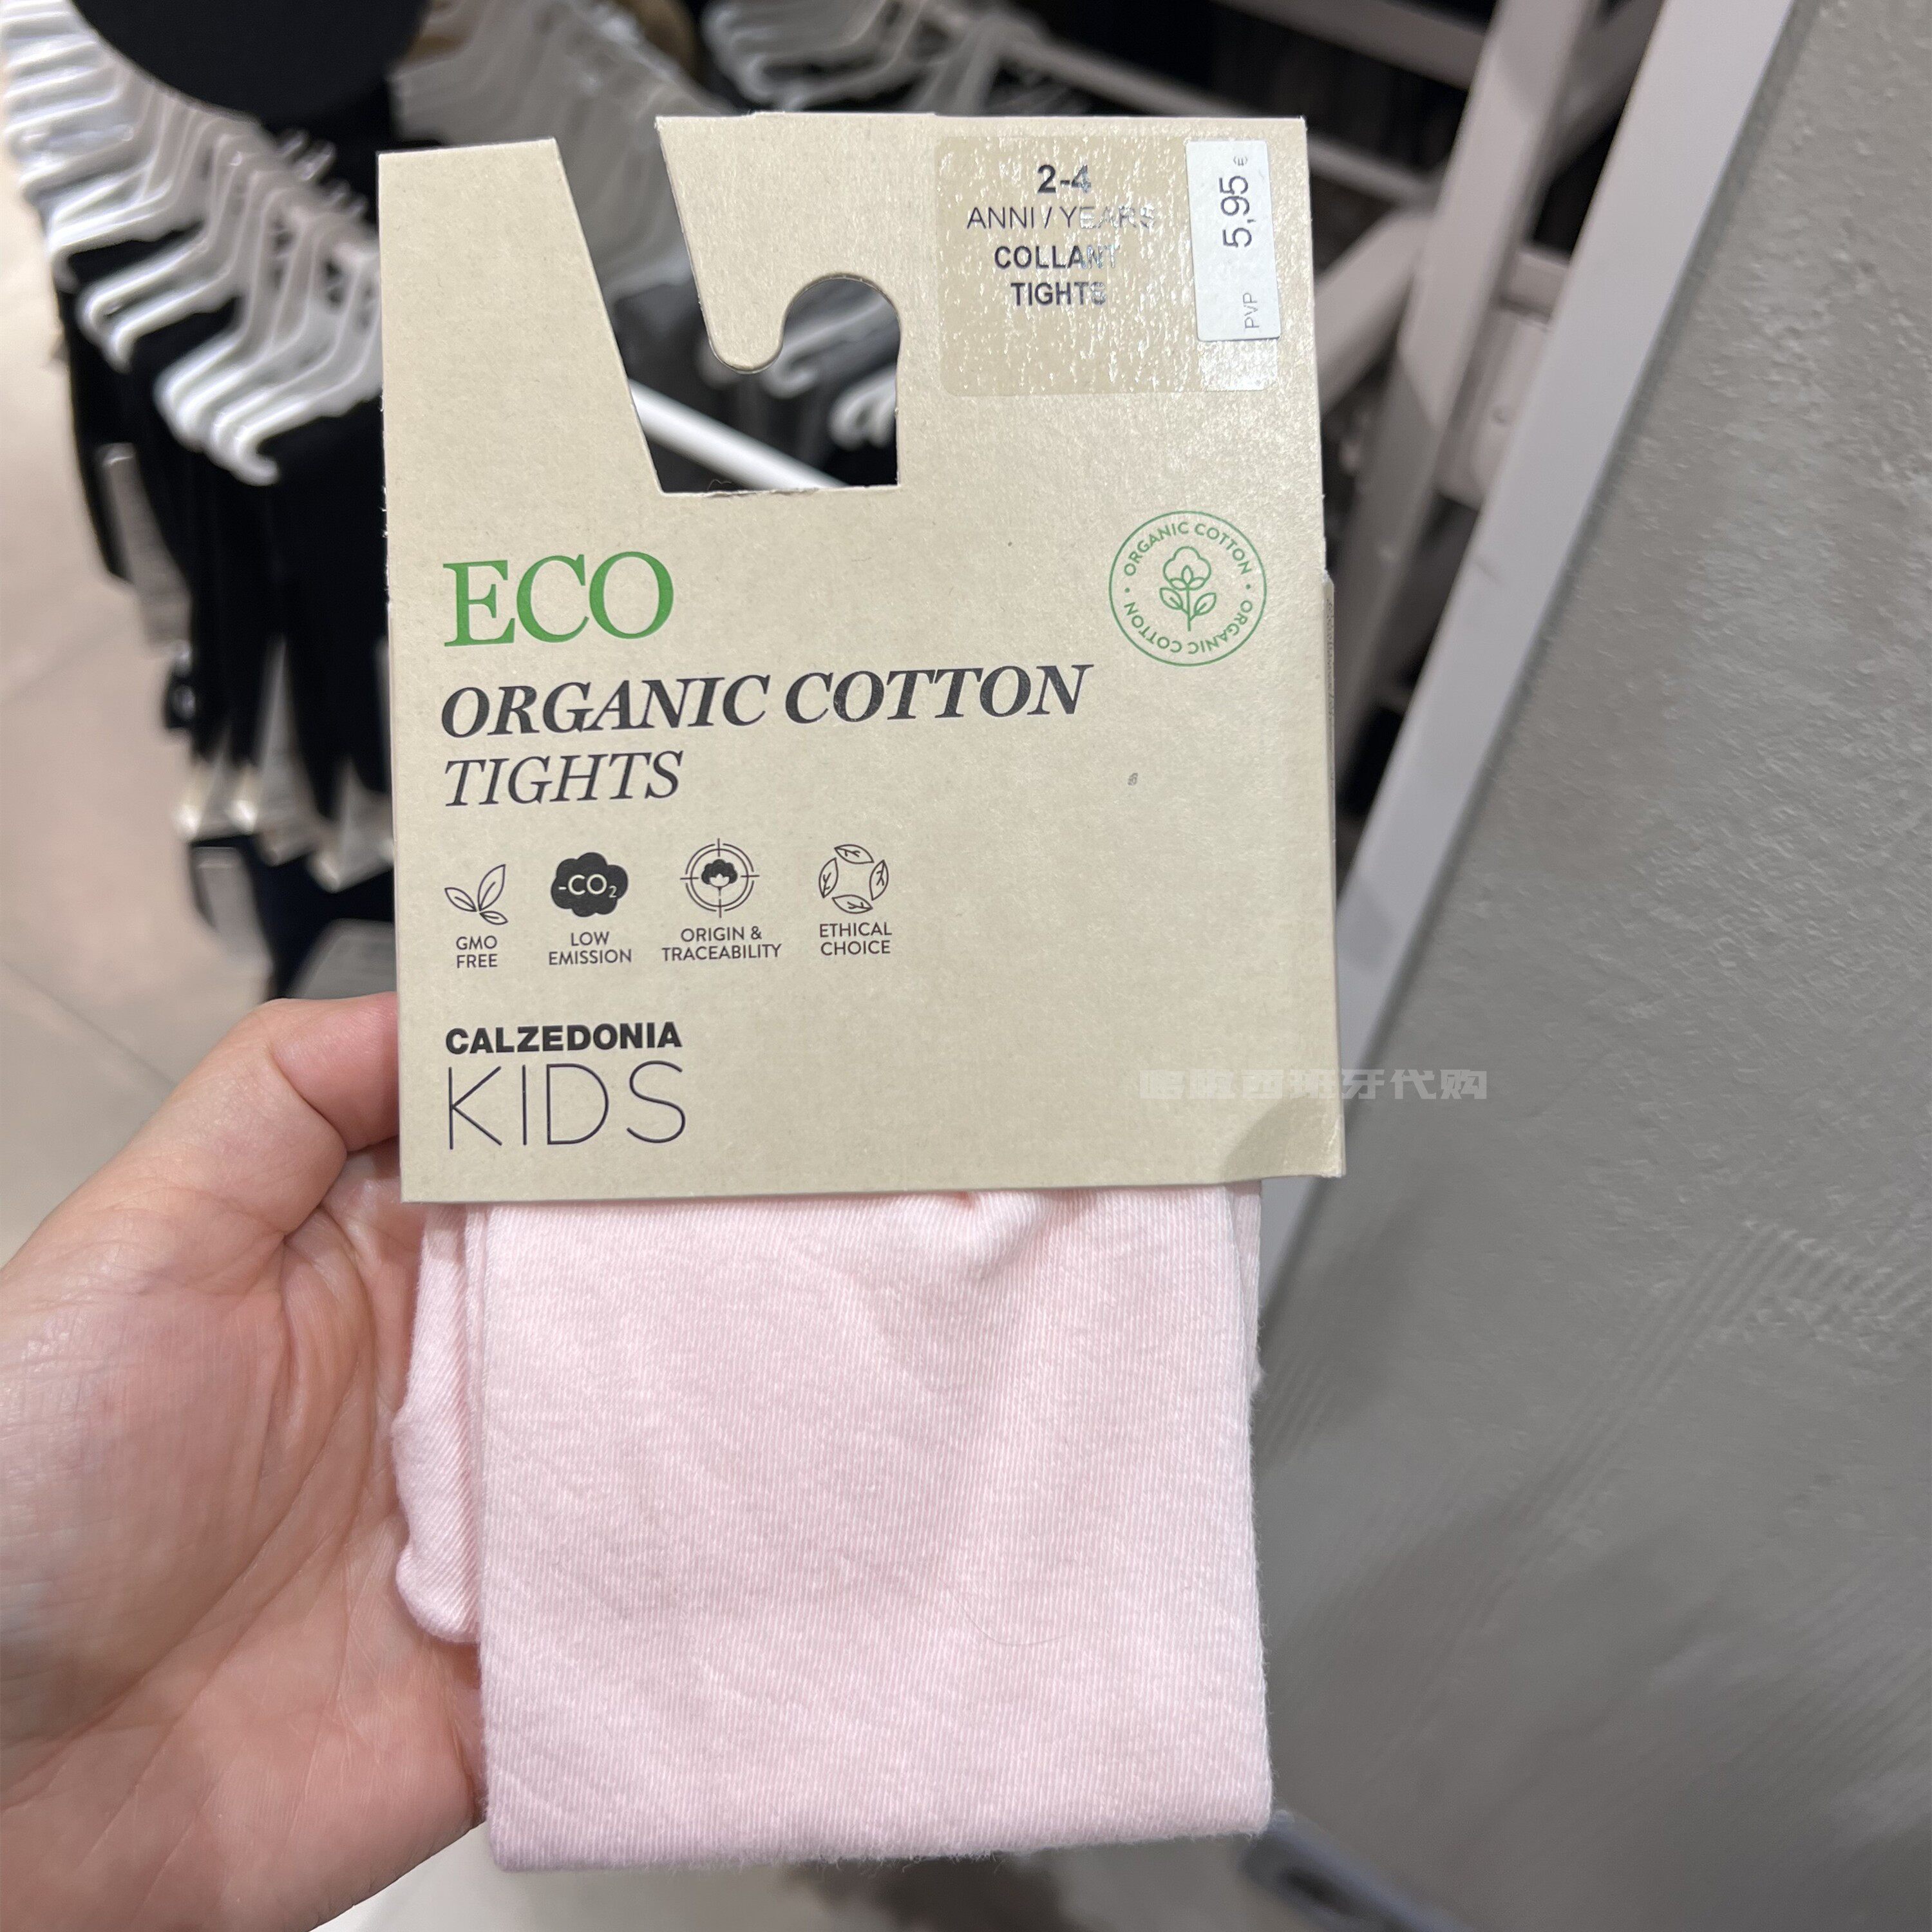 2-4
ANNI / YEARS
COLLANT
TIGHTS
PVP 5,95 €
ECO
ORGANIC COTTON
TIGHTS
ORGANIC COTTON • ORGANIC COTTON •
GMO
FREE
-CO₂
LOW
EMISSION
ORIGIN &
TRACEABILITY
ETHICAL
CHOICE
CALZEDONIA
KIDS
西班牙代购